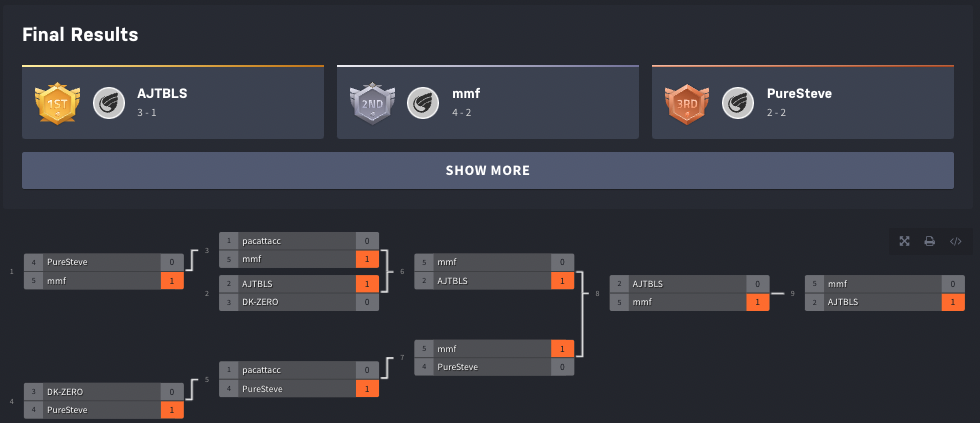 Final Results
1ST
AJTBLS
3 - 1
2ND
mmf
4 - 2
3RD
PureSteve
2 - 2
SHOW MORE
1
4 PureSteve 0
5 mmf 1
3
1 pacattacc 0
5 mmf 1
2
2 AJTBLS 1
3 DK-ZERO 0
6
5 mmf 0
2 AJTBLS 1
8
2 AJTBLS 0
5 mmf 1
9
5 mmf 0
2 AJTBLS 1
4
3 DK-ZERO 0
4 PureSteve 1
5
1 pacattacc 0
4 PureSteve 1
7
5 mmf 1
4 PureSteve 0